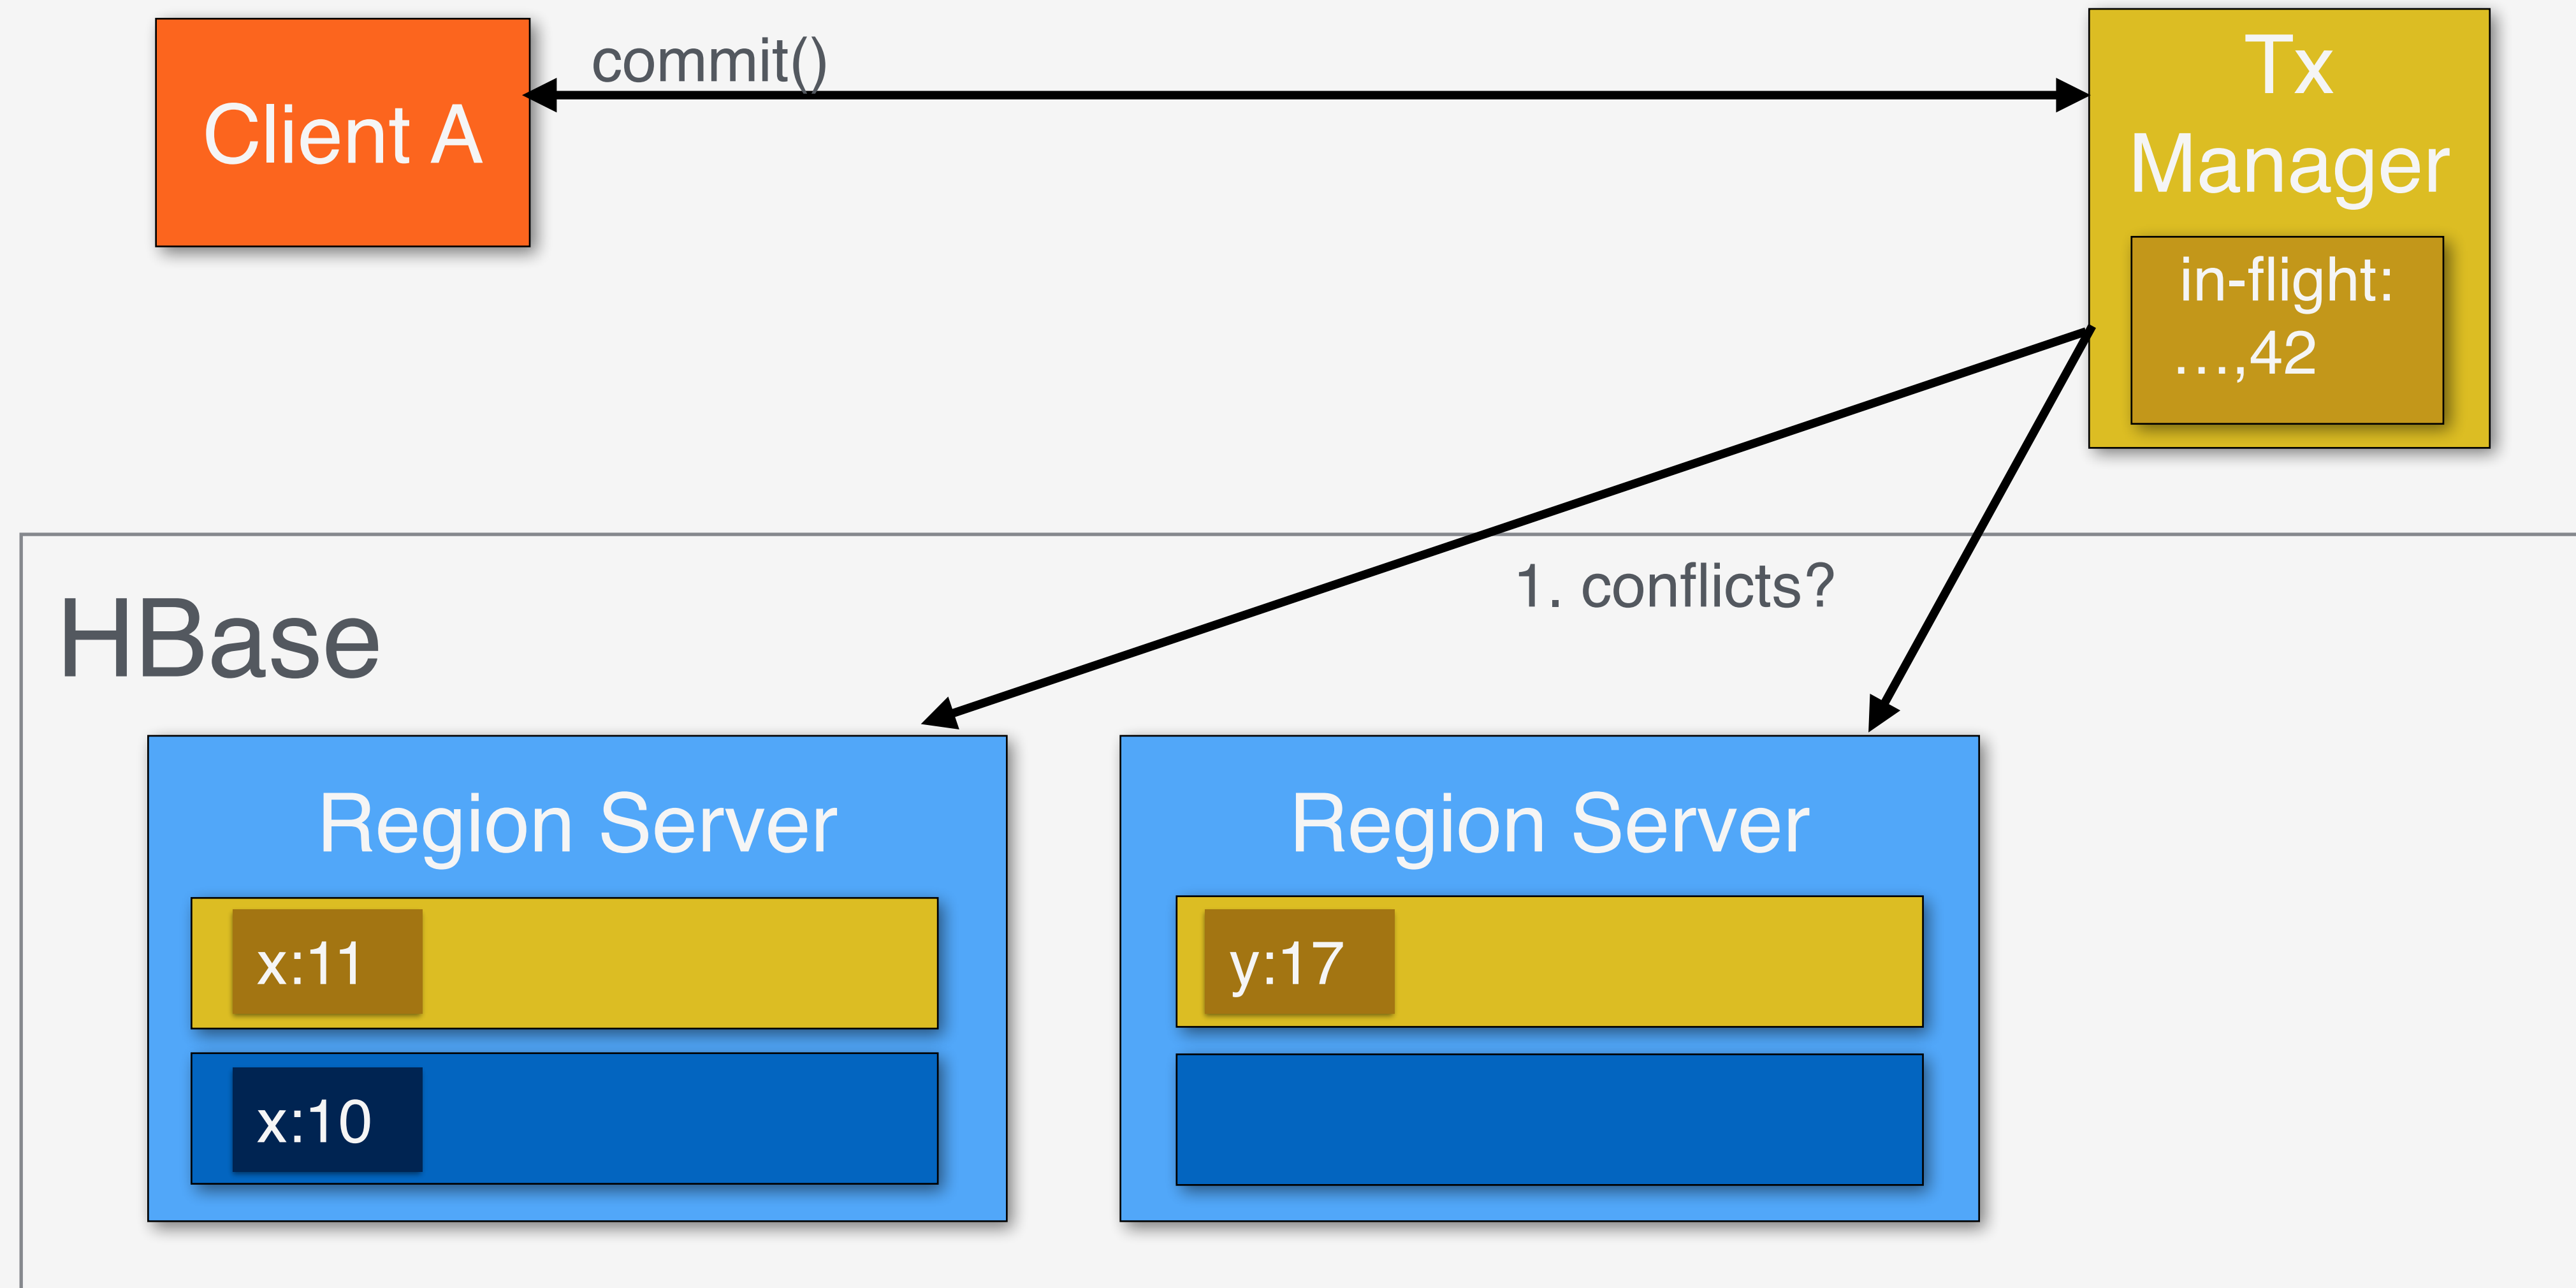 commit()
Client A
Tx
Manager
in-flight:
…,42
1. conflicts?
HBase
Region Server
Region Server
x:11
y:17
x:10